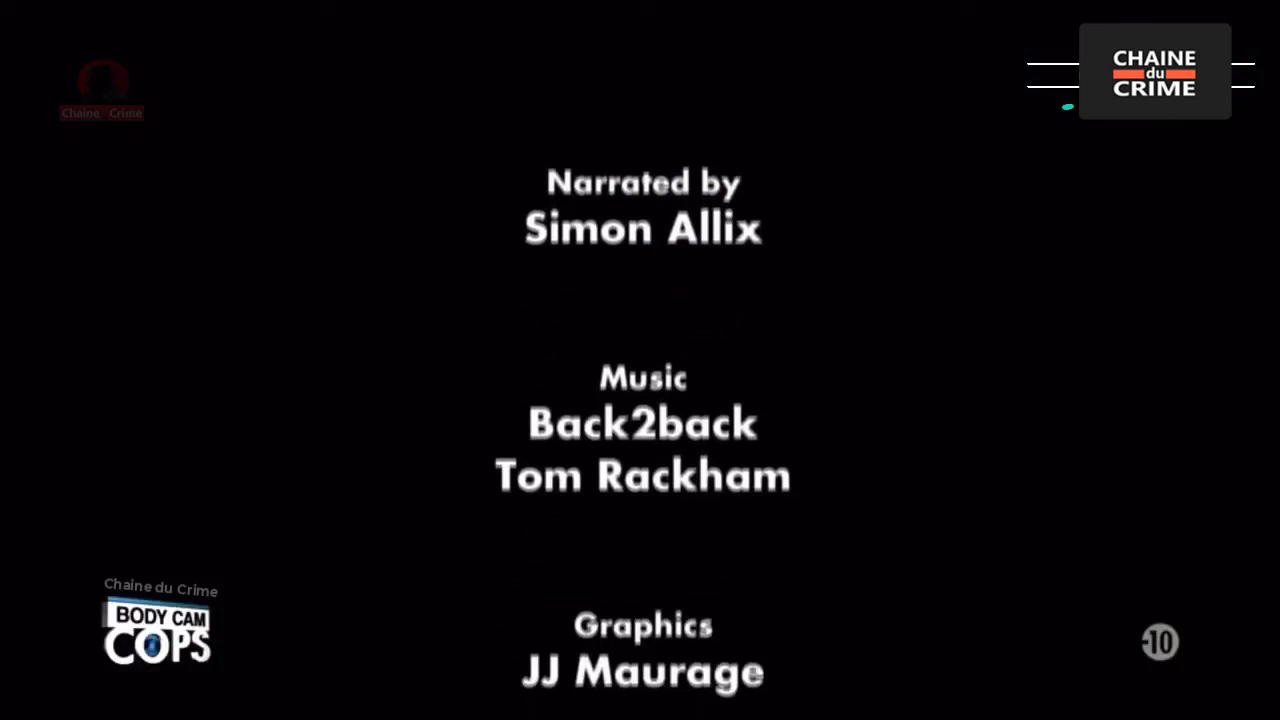 CHAINE
du
CRIME
Chaine Crime
Narrated by
Simon Allix
Music
Back2back
Tom Rackham
Chaine du Crime
BODY CAM
COPS
Graphics
JJ Maurage
-10